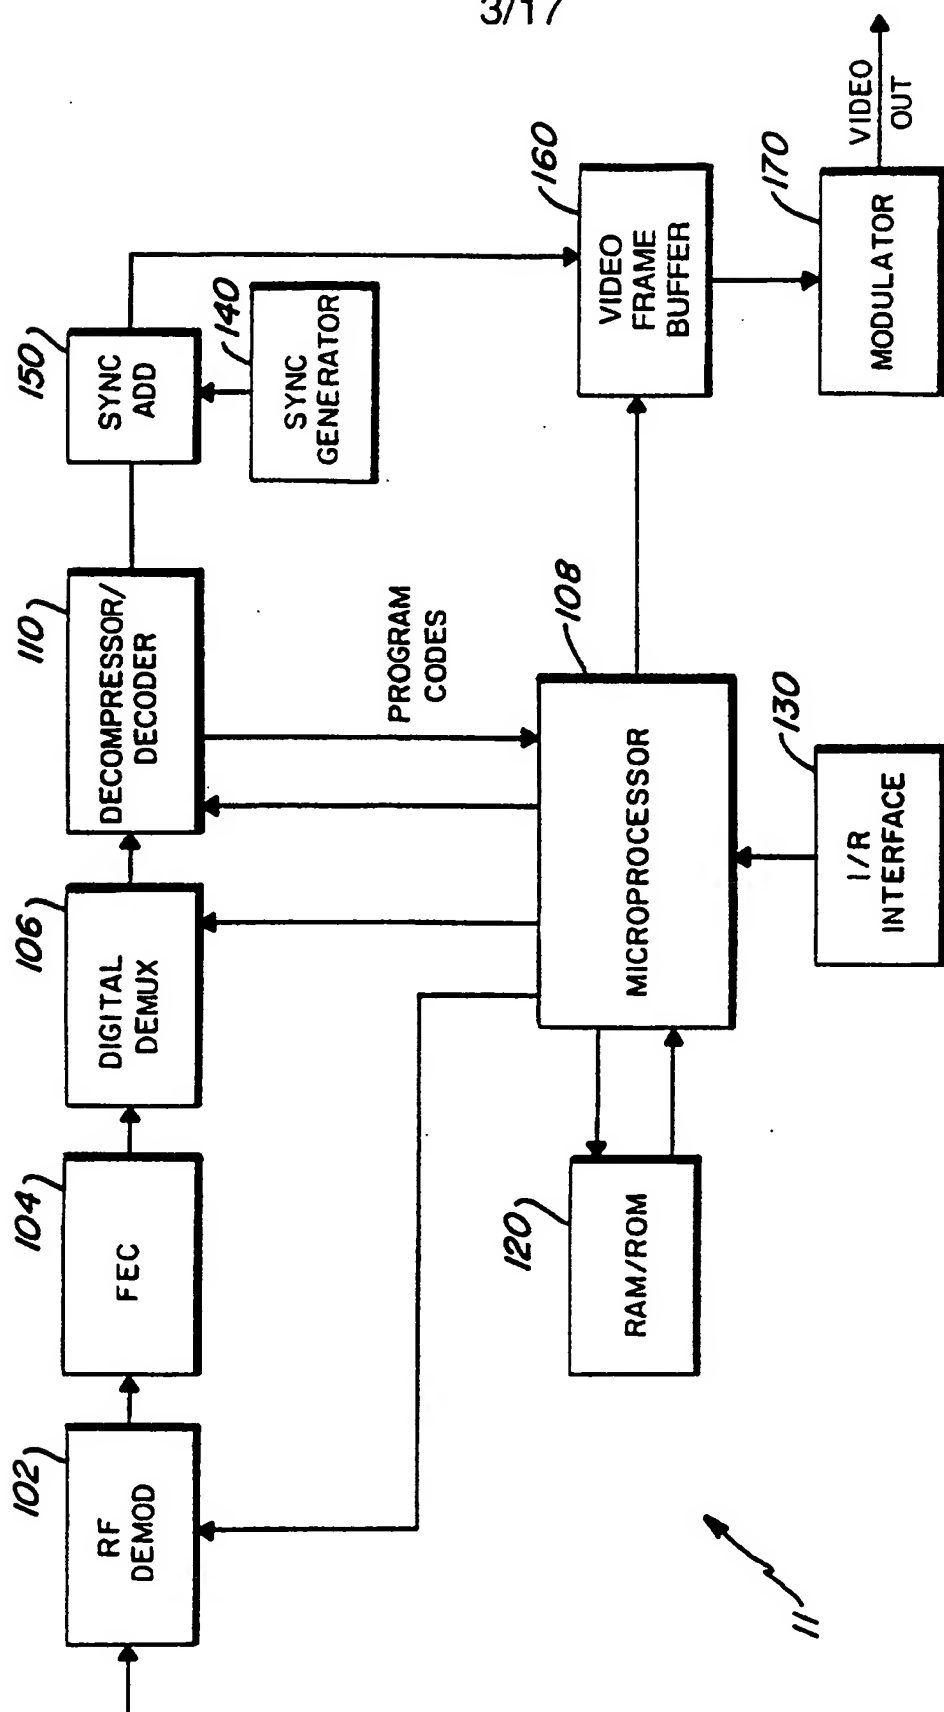 3/17
102
RF
DEMOD
104
FEC
106
DIGITAL
DEMUX
110
DECOMPRESSOR/
DECODER
150
SYNC
ADD
140
SYNC
GENERATOR
PROGRAM
CODES
120
RAM/ROM
108
MICROPROCESSOR
160
VIDEO
FRAME
BUFFER
130
I/R
INTERFACE
170
MODULATOR
VIDEO
OUT
11